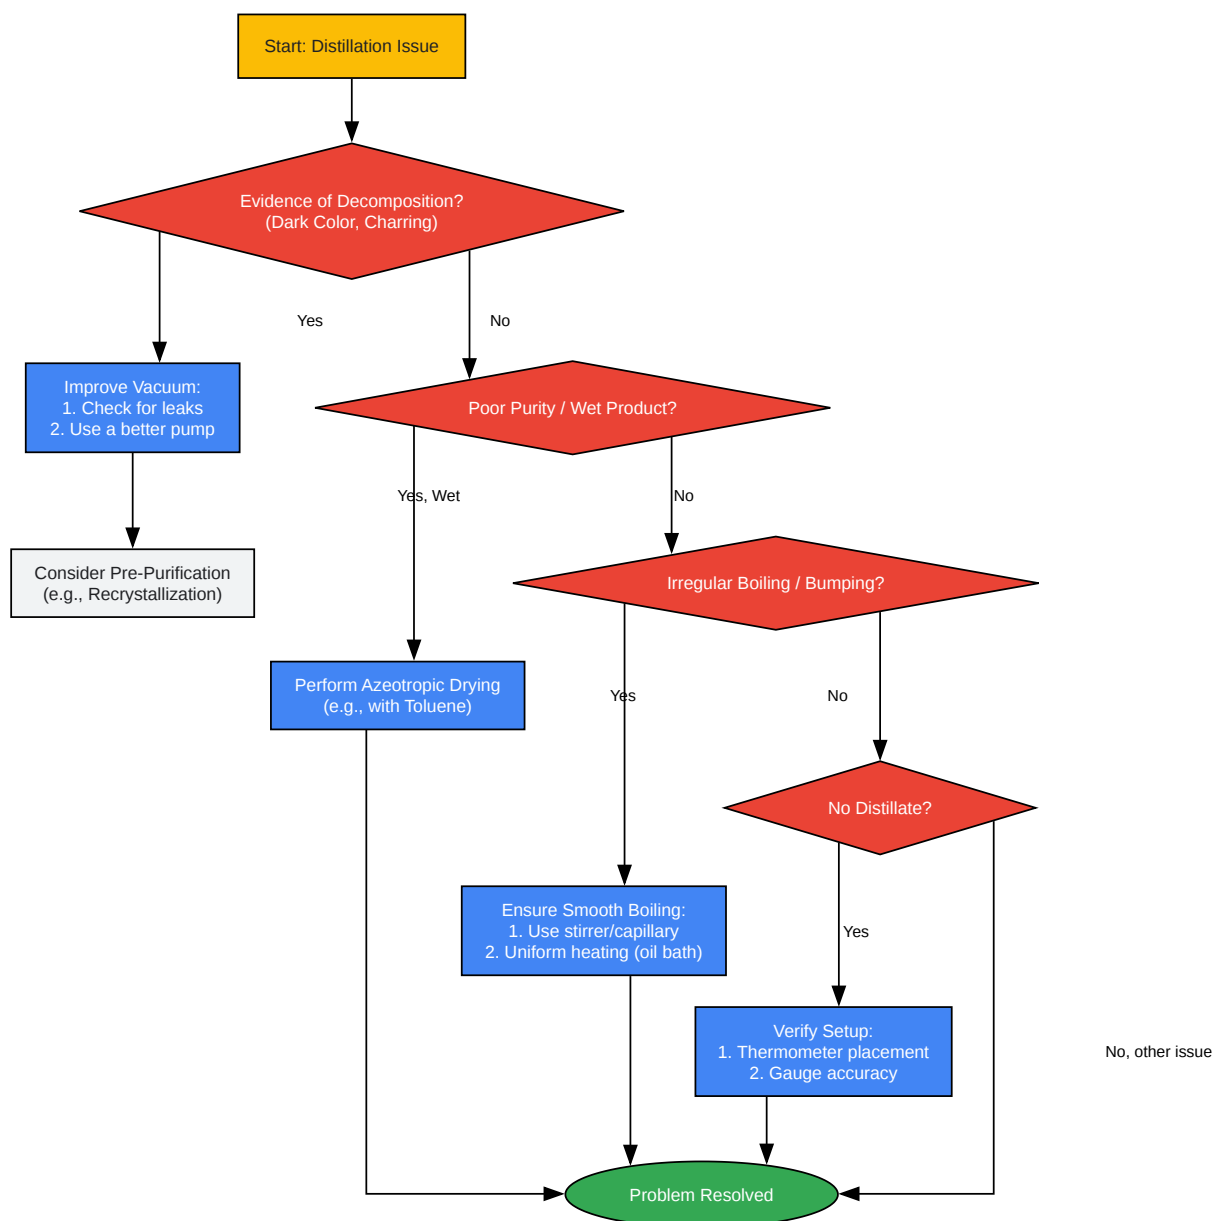 Start: Distillation Issue
Evidence of Decomposition?
(Dark Color, Charring)
Yes
No
Improve Vacuum:
1. Check for leaks
2. Use a better pump
Poor Purity / Wet Product?
Yes, Wet
No
Consider Pre-Purification
(e.g., Recrystallization)
Irregular Boiling / Bumping?
Perform Azeotropic Drying
(e.g., with Toluene)
Yes
No
No Distillate?
Ensure Smooth Boiling:
1. Use stirrer/capillary
2. Uniform heating (oil bath)
Yes
Verify Setup:
1. Thermometer placement
2. Gauge accuracy
No, other issue
Problem Resolved